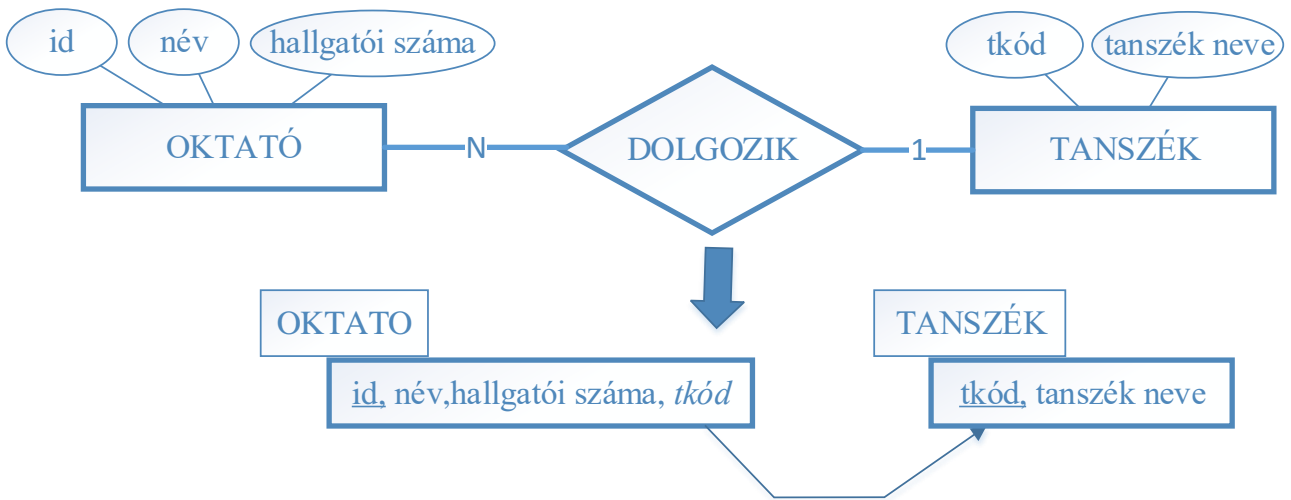 id név hallgatói száma tkód tanszék neve
OKTATÓ N DOLGOZIK 1 TANSZÉK
OKTATO TANSZÉK
id, név,hallgatói száma, tkód tkód, tanszék neve